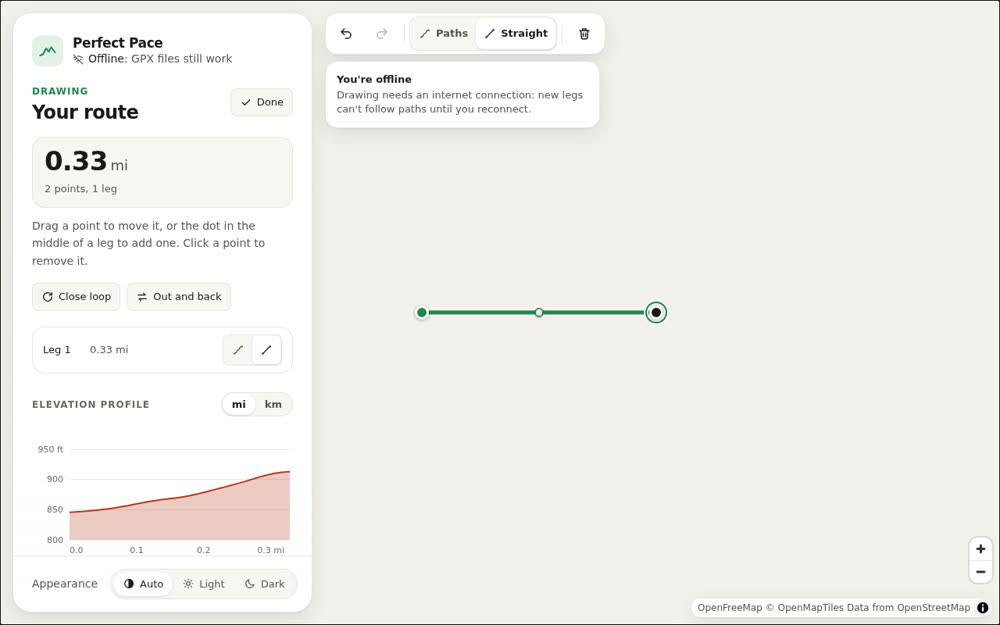 Perfect Pace
Offline: GPX files still work
DRAWING
Your route
Done
0.33 mi
2 points, 1 leg
Drag a point to move it, or the dot in the
middle of a leg to add one. Click a point to
remove it.
Close loop
Out and back
Leg 1 0.33 mi
ELEVATION PROFILE
mi km
950 ft
900
850
800
0.0 0.1 0.2 0.3 mi
Appearance
Auto Light Dark
Paths Straight
You're offline
Drawing needs an internet connection: new legs
can't follow paths until you reconnect.
+
−
OpenFreeMap © OpenMapTiles Data from OpenStreetMap